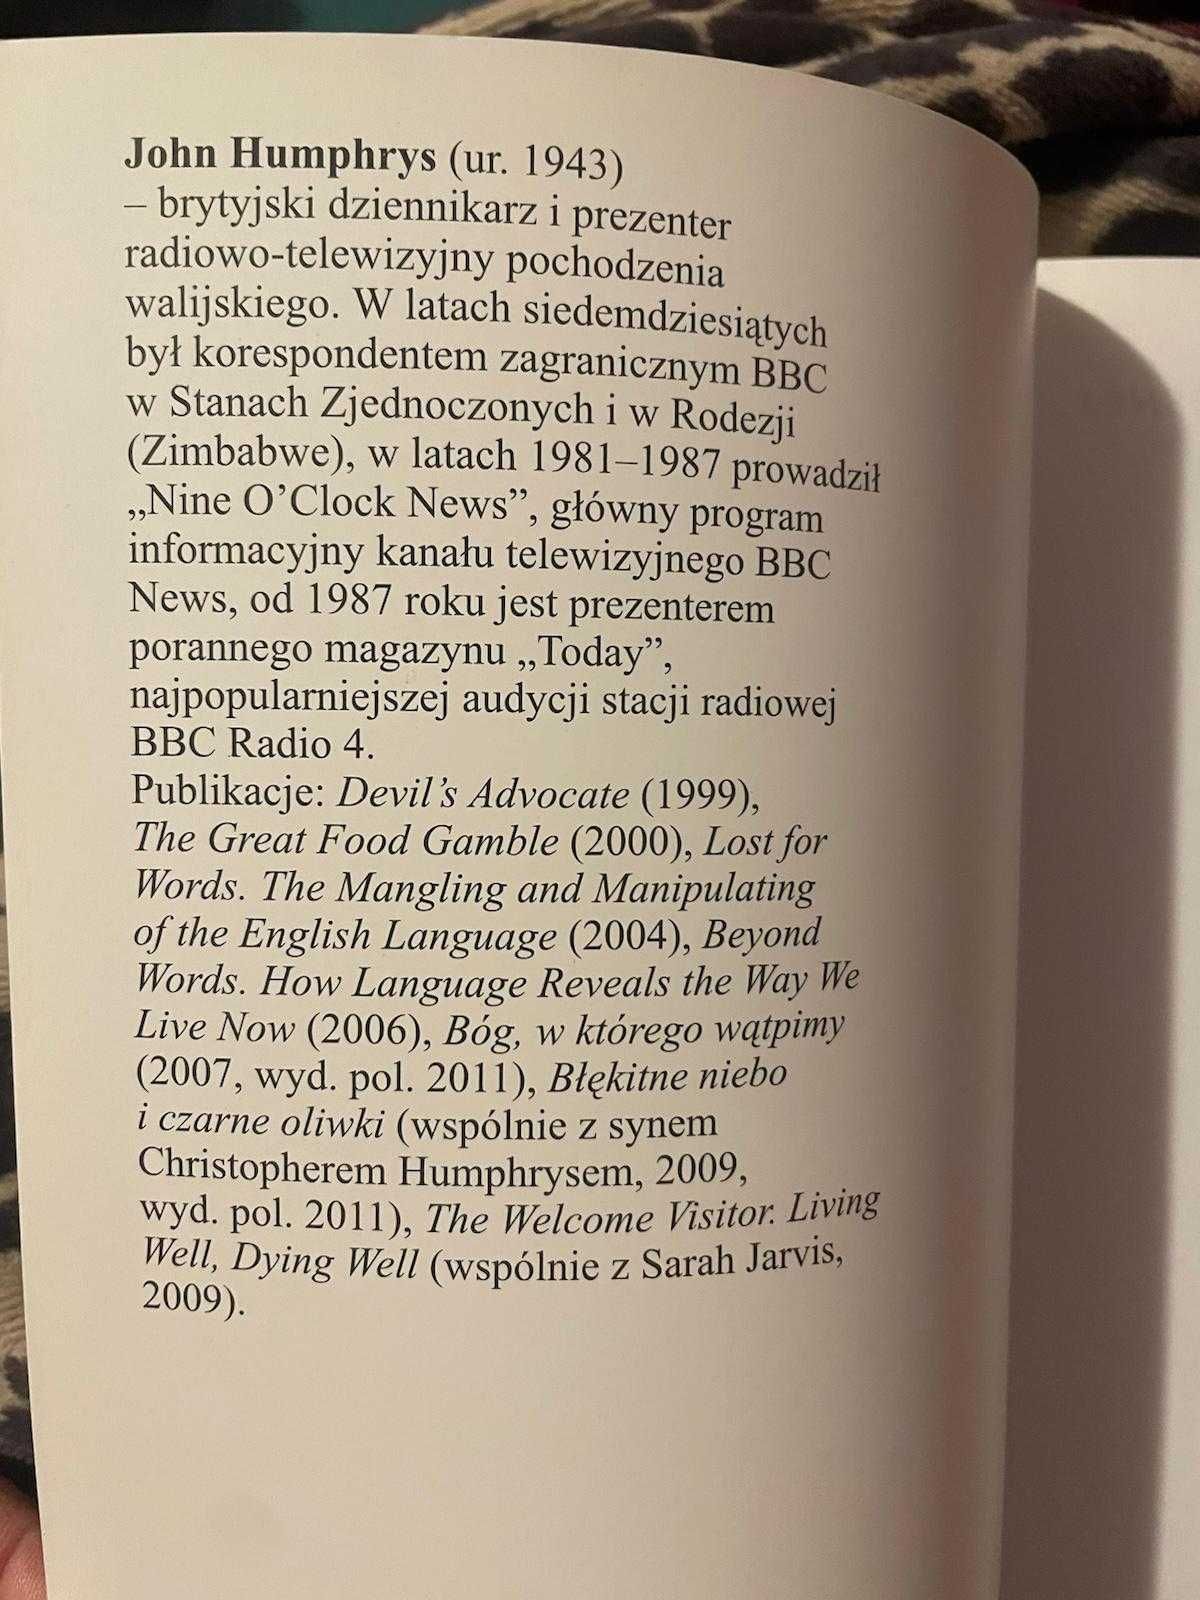 John Humphrys (ur. 1943)
– brytyjski dziennikarz i prezenter
radiowo-telewizyjny pochodzenia
walijskiego. W latach siedemdziesiątych
był korespondentem zagranicznym BBC
w Stanach Zjednoczonych i w Rodezji
(Zimbabwe), w latach 1981–1987 prowadził
„Nine O’Clock News”, główny program
informacyjny kanału telewizyjnego BBC
News, od 1987 roku jest prezenterem
porannego magazynu „Today”,
najpopularniejszej audycji stacji radiowej
BBC Radio 4.
Publikacje: Devil’s Advocate (1999),
The Great Food Gamble (2000), Lost for
Words. The Mangling and Manipulating
of the English Language (2004), Beyond
Words. How Language Reveals the Way We
Live Now (2006), Bóg, w którego wątpimy
(2007, wyd. pol. 2011), Błękitne niebo
i czarne oliwki (wspólnie z synem
Christopherem Humphrysem, 2009,
wyd. pol. 2011), The Welcome Visitor. Living
Well, Dying Well (wspólnie z Sarah Jarvis,
2009).